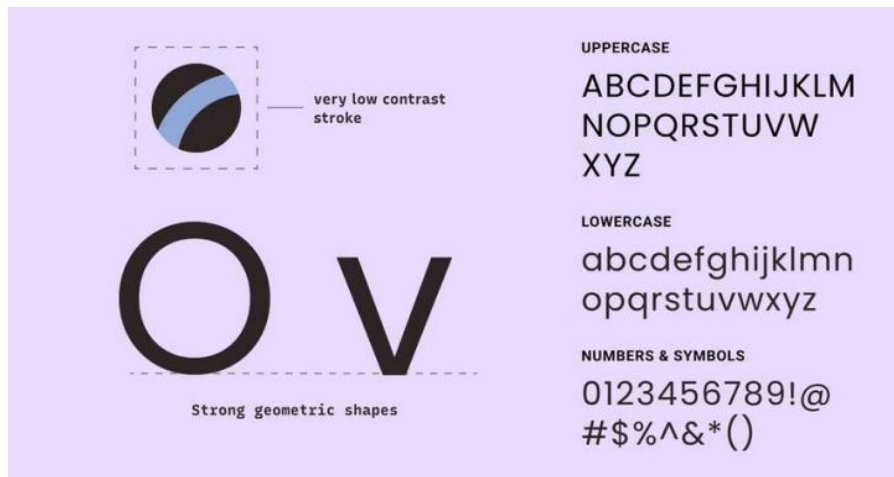 very low contrast
stroke
O v
Strong geometric shapes
UPPERCASE
ABCDEFGHIJKLM
NOPQRSTUVW
XYZ
LOWERCASE
abcdefghijklmn
opqrstuvwxyz
NUMBERS & SYMBOLS
0123456789!@
#$%^&*()